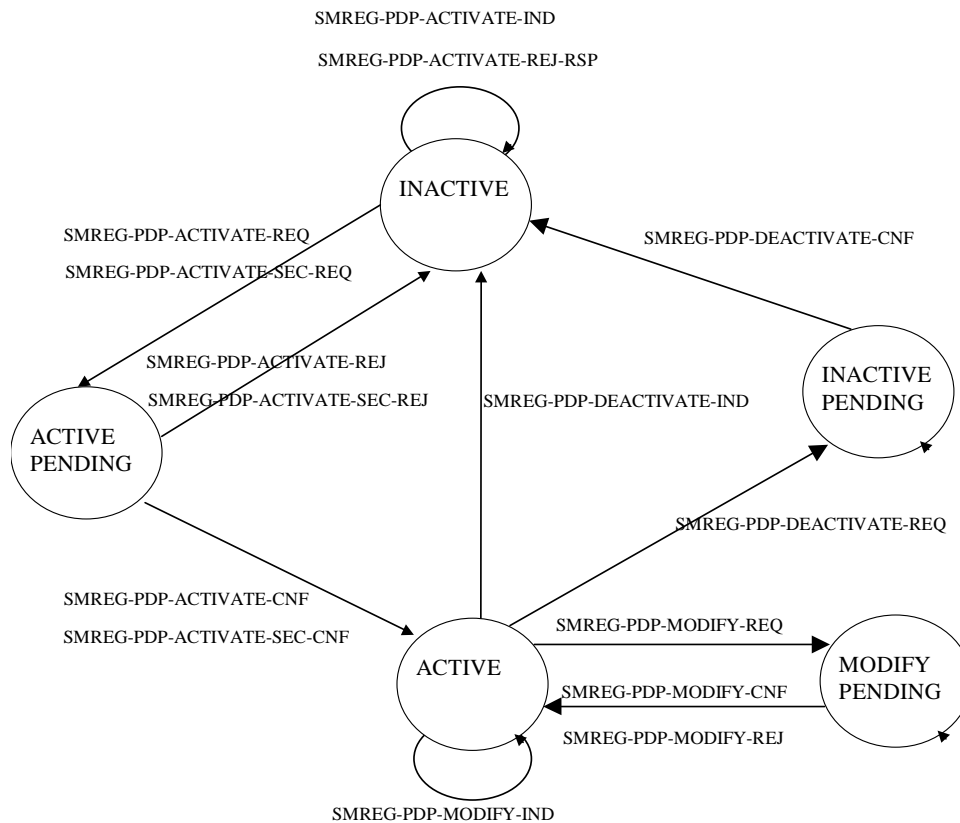 SMREG-PDP-ACTIVATE-IND
SMREG-PDP-ACTIVATE-REJ-RSP
INACTIVE
SMREG-PDP-ACTIVATE-REQ
SMREG-PDP-DEACTIVATE-CNF
SMREG-PDP-ACTIVATE-SEC-REQ
SMREG-PDP-ACTIVATE-REJ
SMREG-PDP-ACTIVATE-SEC-REJ
SMREG-PDP-DEACTIVATE-IND
INACTIVE
PENDING
ACTIVE
PENDING
SMREG-PDP-DEACTIVATE-REQ
SMREG-PDP-ACTIVATE-CNF
SMREG-PDP-ACTIVATE-SEC-CNF
SMREG-PDP-MODIFY-REQ
ACTIVE
MODIFY
PENDING
SMREG-PDP-MODIFY-CNF
SMREG-PDP-MODIFY-REJ
SMREG-PDP-MODIFY-IND